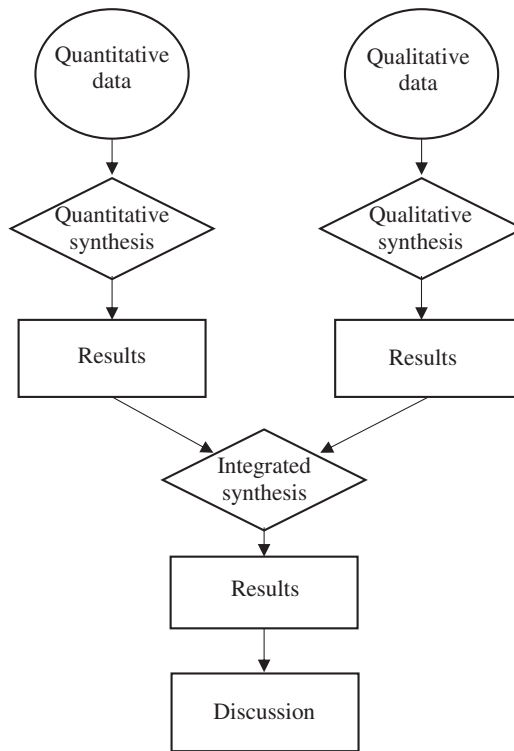 Quantitative
data
Qualitative
data
Quantitative
synthesis
Qualitative
synthesis
Results
Results
Integrated
synthesis
Results
Discussion